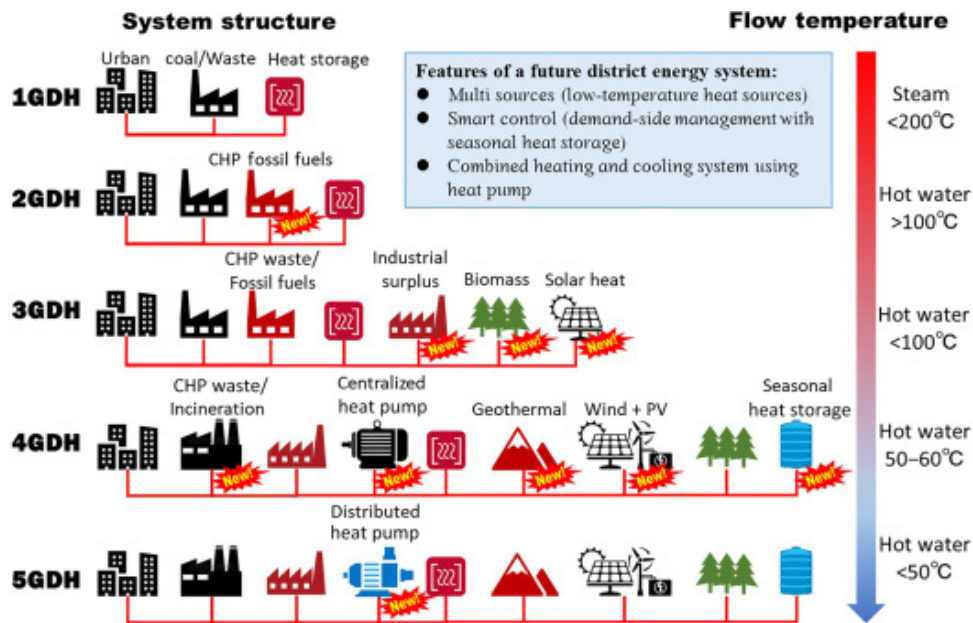 System structure
Flow temperature
Urban
coal/Waste
Heat storage
1GDH
Features of a future district energy system:
● Multi sources (low-temperature heat sources)
● Smart control (demand-side management with
seasonal heat storage)
● Combined heating and cooling system using
heat pump
Steam
<200℃
CHP fossil fuels
2GDH
New!
Hot water
>100℃
CHP waste/
Fossil fuels
Industrial
surplus
Biomass
Solar heat
3GDH
New!
New!
New!
Hot water
<100℃
CHP waste/
Incineration
Centralized
heat pump
Geothermal
Wind + PV
Seasonal
heat storage
4GDH
New!
New!
New!
New!
New!
Hot water
50–60℃
Distributed
heat pump
5GDH
New!
Hot water
<50℃